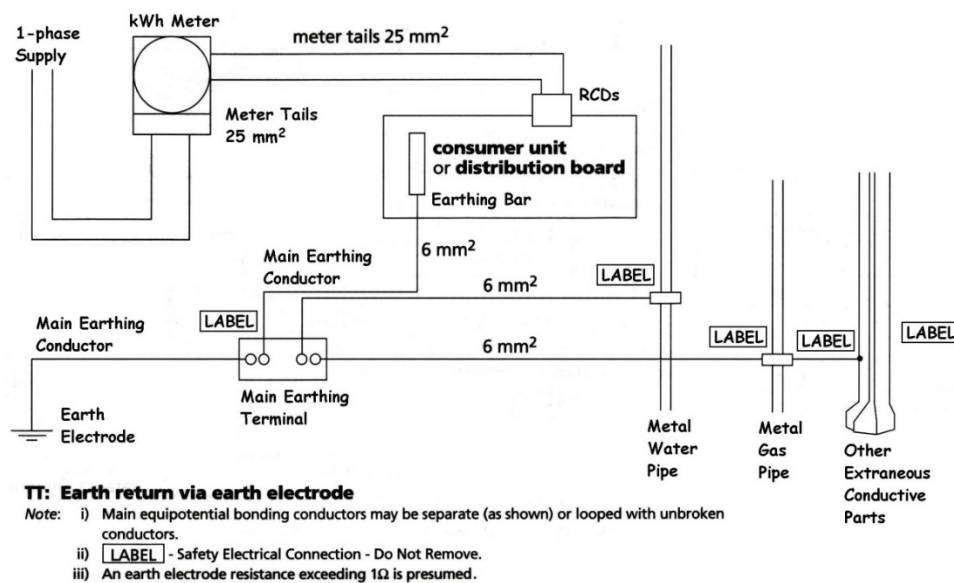 kWh Meter
1-phase
Supply
meter tails 25 mm²
RCDs
Meter Tails
25 mm²
consumer unit
or distribution board
Earthing Bar
6 mm²
Main Earthing
Conductor
LABEL
6 mm²
LABEL
Main Earthing
Conductor
6 mm²
LABEL
LABEL
LABEL
Main Earthing
Terminal
Earth
Electrode
Metal
Water
Pipe
Metal
Gas
Pipe
Other
Extraneous
Conductive
Parts
TT: Earth return via earth electrode
Note: i) Main equipotential bonding conductors may be separate (as shown) or looped with unbroken
conductors.
ii) LABEL - Safety Electrical Connection - Do Not Remove.
iii) An earth electrode resistance exceeding 1Ω is presumed.